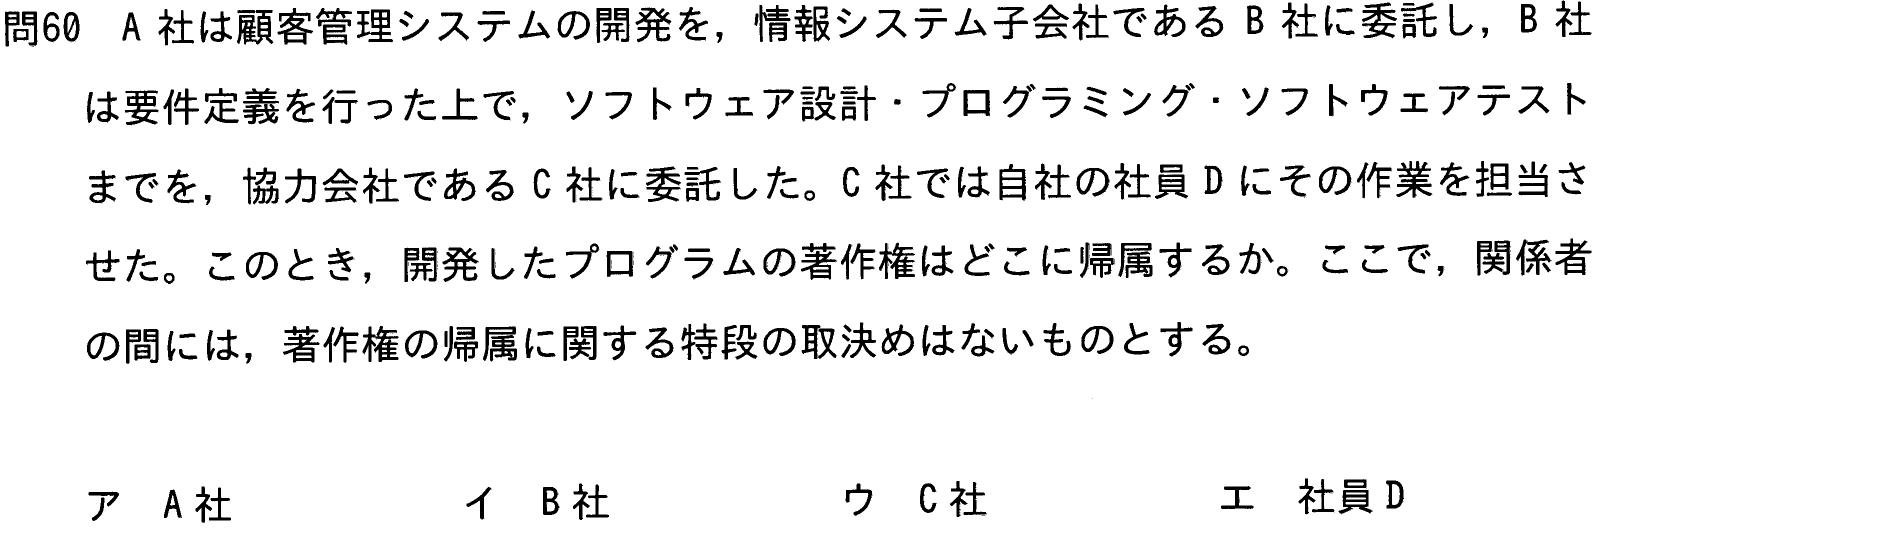 問60　A 社は顧客管理システムの開発を，情報システム子会社である B 社に委託し，B 社
は要件定義を行った上で，ソフトウェア設計・プログラミング・ソフトウェアテスト
までを，協力会社である C 社に委託した。C 社では自社の社員 D にその作業を担当さ
せた。このとき，開発したプログラムの著作権はどこに帰属するか。ここで，関係者
の間には，著作権の帰属に関する特段の取決めはないものとする。
ア　A 社　イ　B 社　ウ　C 社　エ　社員 D